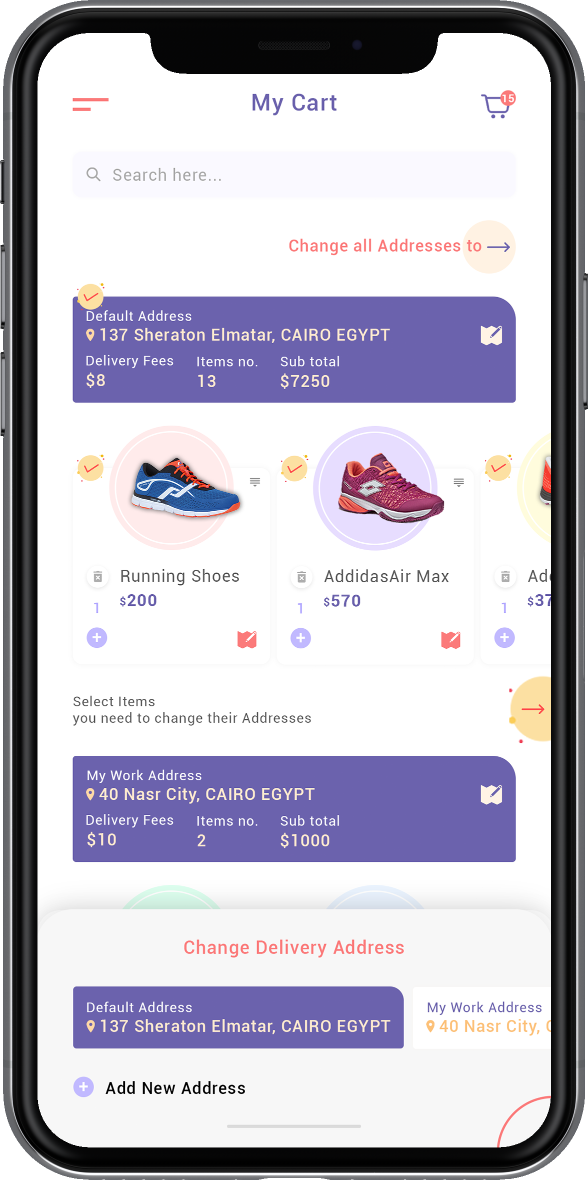 My Cart
15
Search here...
Change all Addresses to
Default Address
137 Sheraton Elmatar, CAIRO EGYPT
Delivery Fees Items no. Sub total
$8 13 $7250
Running Shoes AddidasAir Max
$200 $570
1 1 1
Select Items
you need to change their Addresses
My Work Address
40 Nasr City, CAIRO EGYPT
Delivery Fees Items no. Sub total
$10 2 $1000
Change Delivery Address
Default Address My Work Address
137 Sheraton Elmatar, CAIRO EGYPT 40 Nasr City,
Add New Address